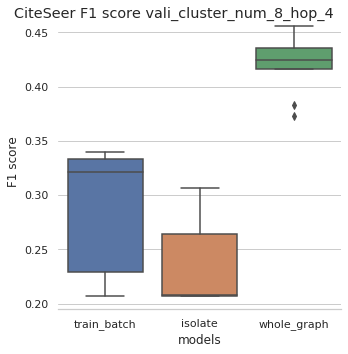 CiteSeer F1 score vali_cluster_num_8_hop_4
0.45
0.40
0.35
0.30
0.25
0.20
F1 score
train_batch isolate whole_graph
models